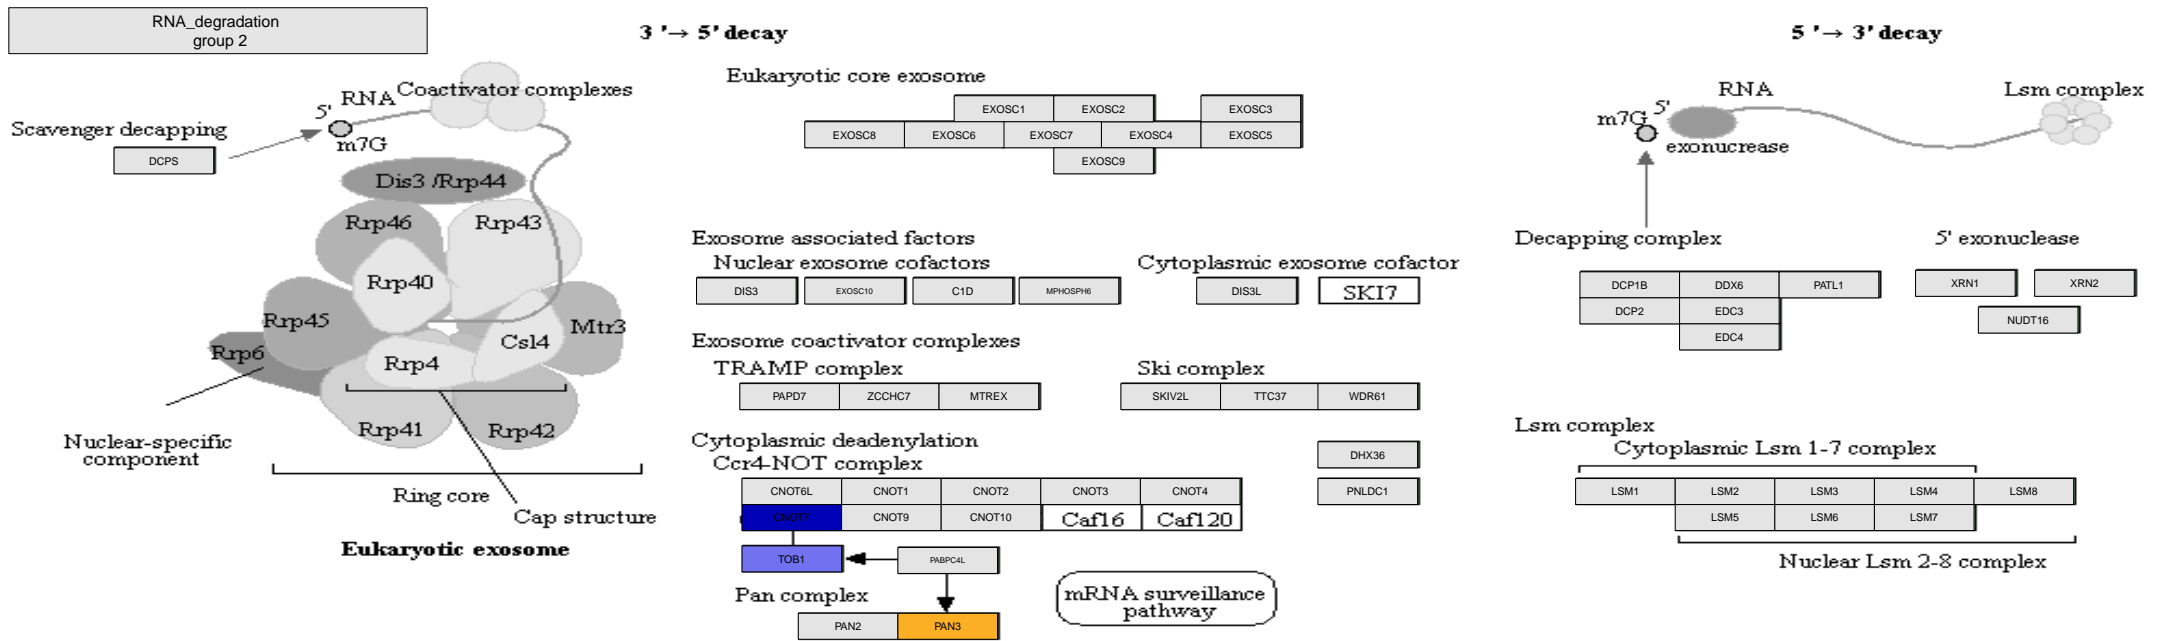 RNA_degradation
group 2
3 '→ 5' decay
5 '→ 3' decay
Eukaryotic core exosome
EXOSC1 EXOSC2 EXOSC3
EXOSC8 EXOSC6 EXOSC7 EXOSC4 EXOSC5
EXOSC9
Coactivator complexes
RNA
5'
m7G
Scavenger decapping
DCPS
Dis3 /Rrp44
Rrp46
Rrp43
Rrp40
Rrp45
Mtr3
Csl4
Rrp6
Rrp4
Rrp41
Rrp42
Nuclear-specific
component
Ring core
Cap structure
Eukaryotic exosome
Exosome associated factors
Nuclear exosome cofactors
DIS3 EXOSC10 C1D MPHOSPH6
Cytoplasmic exosome cofactor
DIS3L SKI7
Exosome coactivator complexes
TRAMP complex
PAPD7 ZCCHC7 MTREX
Ski complex
SKIV2L TTC37 WDR61
Cytoplasmic deadenylation
Ccr4-NOT complex
CNOT6L CNOT1 CNOT2 CNOT3 CNOT4
CNOT7 CNOT9 CNOT10 Caf16 Caf120
TOB1 PABPC4L
Pan complex
PAN2 PAN3
DHX36
PNLDC1
mRNA surveillance
pathway
RNA
Lsm complex
5'
m7G
exonucrease
Decapping complex
DCP1B DDX6 PATL1
DCP2 EDC3
EDC4
5' exonuclease
XRN1 XRN2
NUDT16
Lsm complex
Cytoplasmic Lsm 1-7 complex
LSM1 LSM2 LSM3 LSM4 LSM8
LSM5 LSM6 LSM7
Nuclear Lsm 2-8 complex